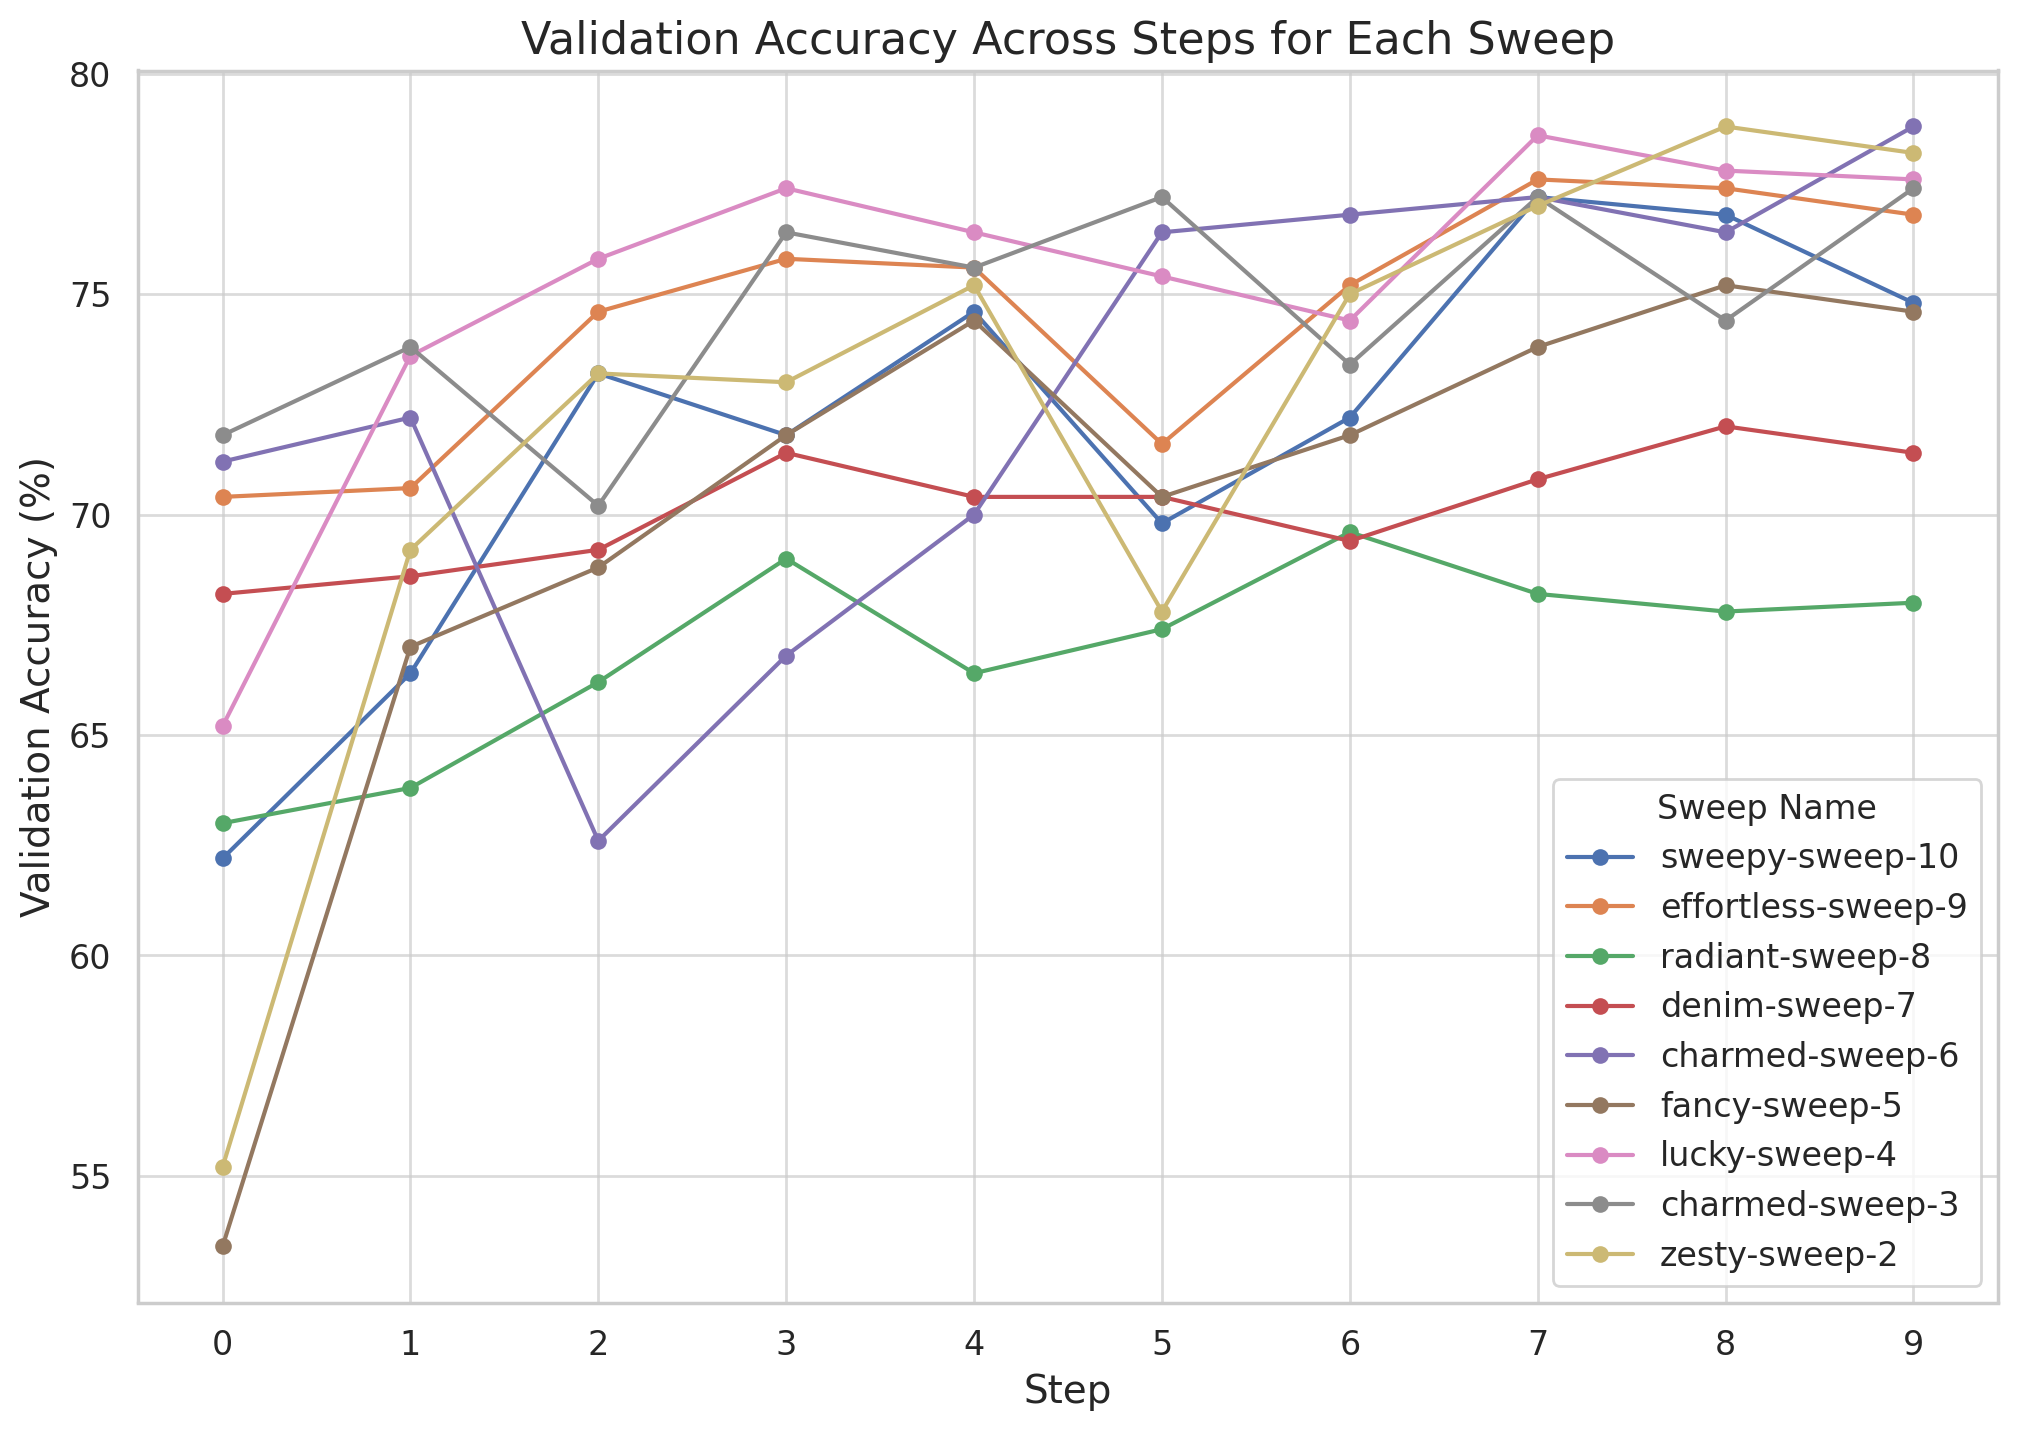 Validation Accuracy Across Steps for Each Sweep
80
75
70
65
60
55
Validation Accuracy (%)
0 1 2 3 4 5 6 7 8 9
Step
Sweep Name
sweepy-sweep-10
effortless-sweep-9
radiant-sweep-8
denim-sweep-7
charmed-sweep-6
fancy-sweep-5
lucky-sweep-4
charmed-sweep-3
zesty-sweep-2